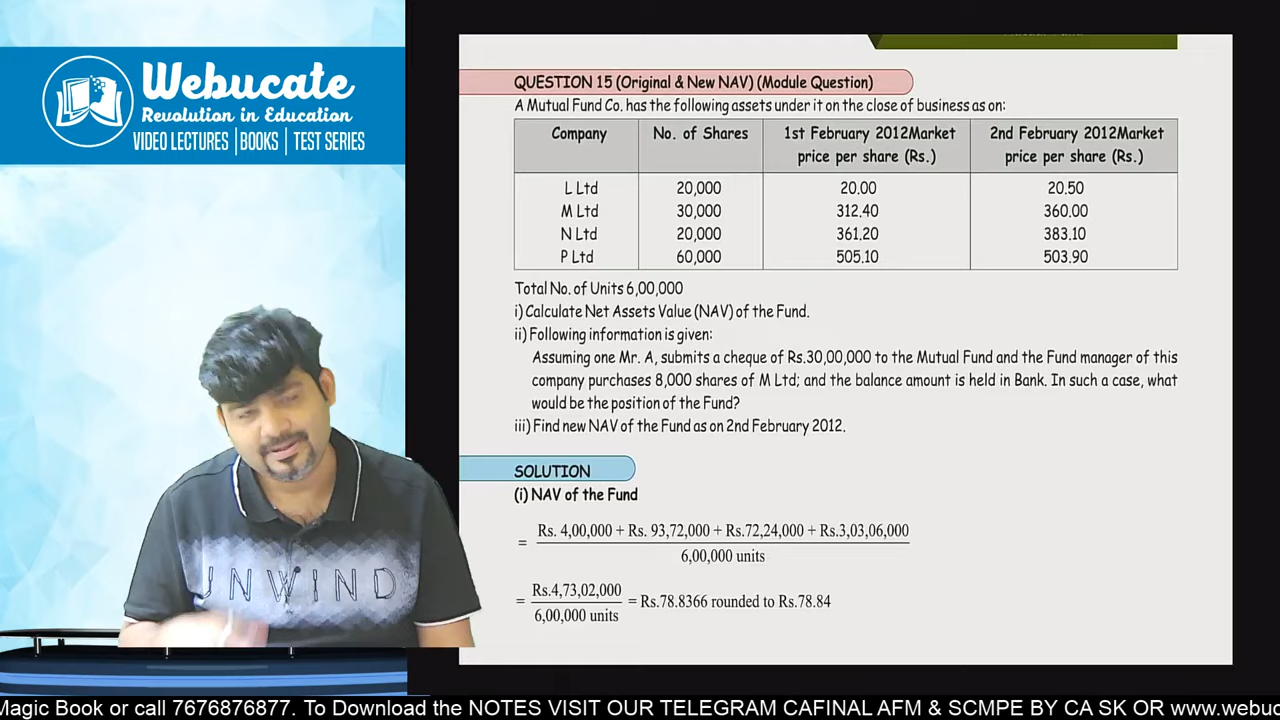 Webucate
Revolution in Education
VIDEO LECTURES | BOOKS | TEST SERIES
QUESTION 15 (Original & New NAV) (Module Question)
A Mutual Fund Co. has the following assets under it on the close of business as on:
Company No. of Shares 1st February 2012Market price per share (Rs.) 2nd February 2012Market price per share (Rs.)
L Ltd 20,000 20.00 20.50
M Ltd 30,000 312.40 360.00
N Ltd 20,000 361.20 383.10
P Ltd 60,000 505.10 503.90
Total No. of Units 6,00,000
i) Calculate Net Assets Value (NAV) of the Fund.
ii) Following information is given:
Assuming one Mr. A, submits a cheque of Rs.30,00,000 to the Mutual Fund and the Fund manager of this
company purchases 8,000 shares of M Ltd; and the balance amount is held in Bank. In such a case, what
would be the position of the Fund?
iii) Find new NAV of the Fund as on 2nd February 2012.
SOLUTION
(i) NAV of the Fund
= Rs. 4,00,000 + Rs. 93,72,000 + Rs.72,24,000 + Rs.3,03,06,000
6,00,000 units
= Rs.4,73,02,000
6,00,000 units
= Rs.78.8366 rounded to Rs.78.84
UNWIND
Magic Book or call 7676876877. To Download the NOTES VISIT OUR TELEGRAM CAFINAL AFM & SCMPE BY CA SK OR www.webuc